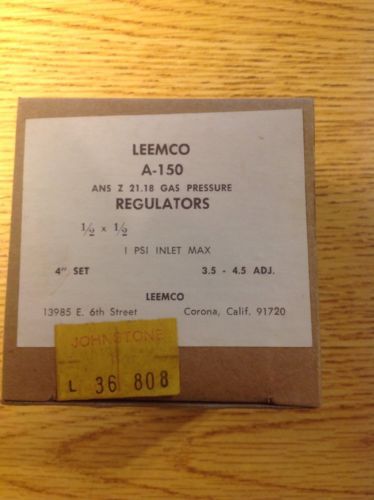 LEEMCO
A-150
ANS Z 21.18 GAS PRESSURE
REGULATORS
1/2 x 1/2
1 PSI INLET MAX
4" SET 3.5 - 4.5 ADJ.
LEEMCO
13985 E. 6th Street Corona, Calif. 91720
JOHNSTONE
L 36 808